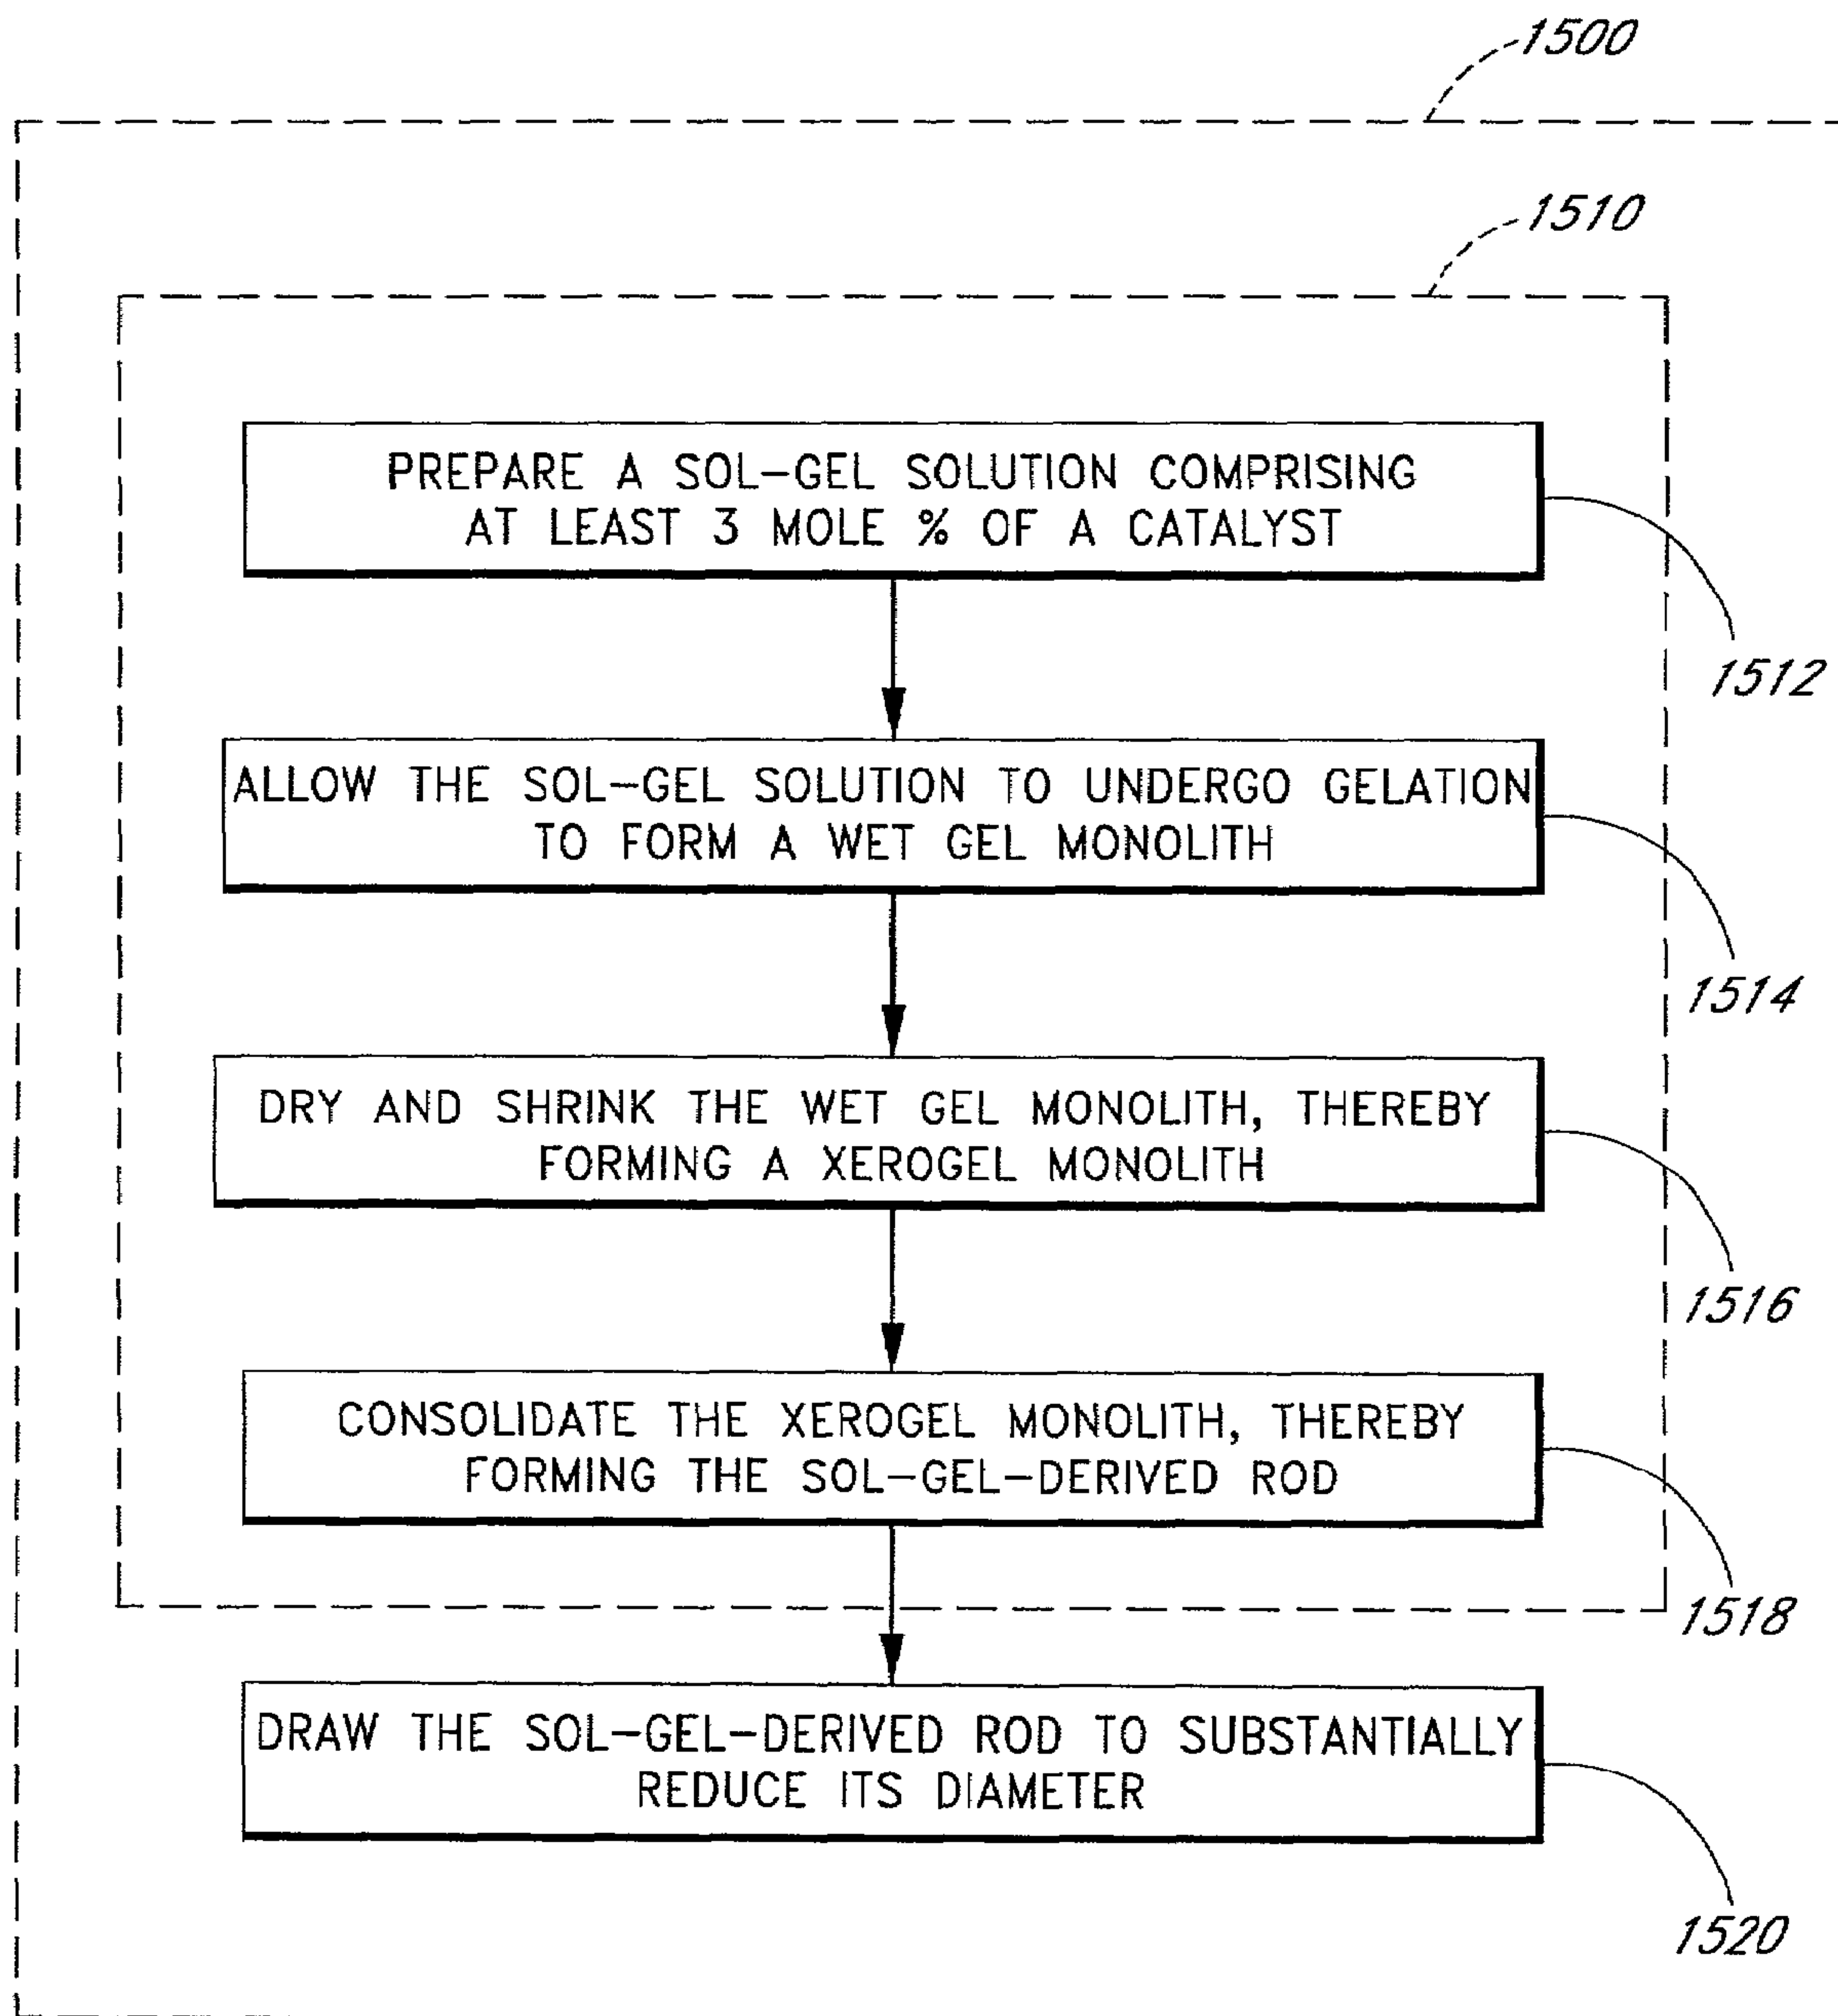 1500
1510
PREPARE A SOL-GEL SOLUTION COMPRISING
AT LEAST 3 MOLE % OF A CATALYST
1512
ALLOW THE SOL-GEL SOLUTION TO UNDERGO GELATION
TO FORM A WET GEL MONOLITH
1514
DRY AND SHRINK THE WET GEL MONOLITH, THEREBY
FORMING A XEROGEL MONOLITH
1516
CONSOLIDATE THE XEROGEL MONOLITH, THEREBY
FORMING THE SOL-GEL-DERIVED ROD
1518
DRAW THE SOL-GEL-DERIVED ROD TO SUBSTANTIALLY
REDUCE ITS DIAMETER
1520